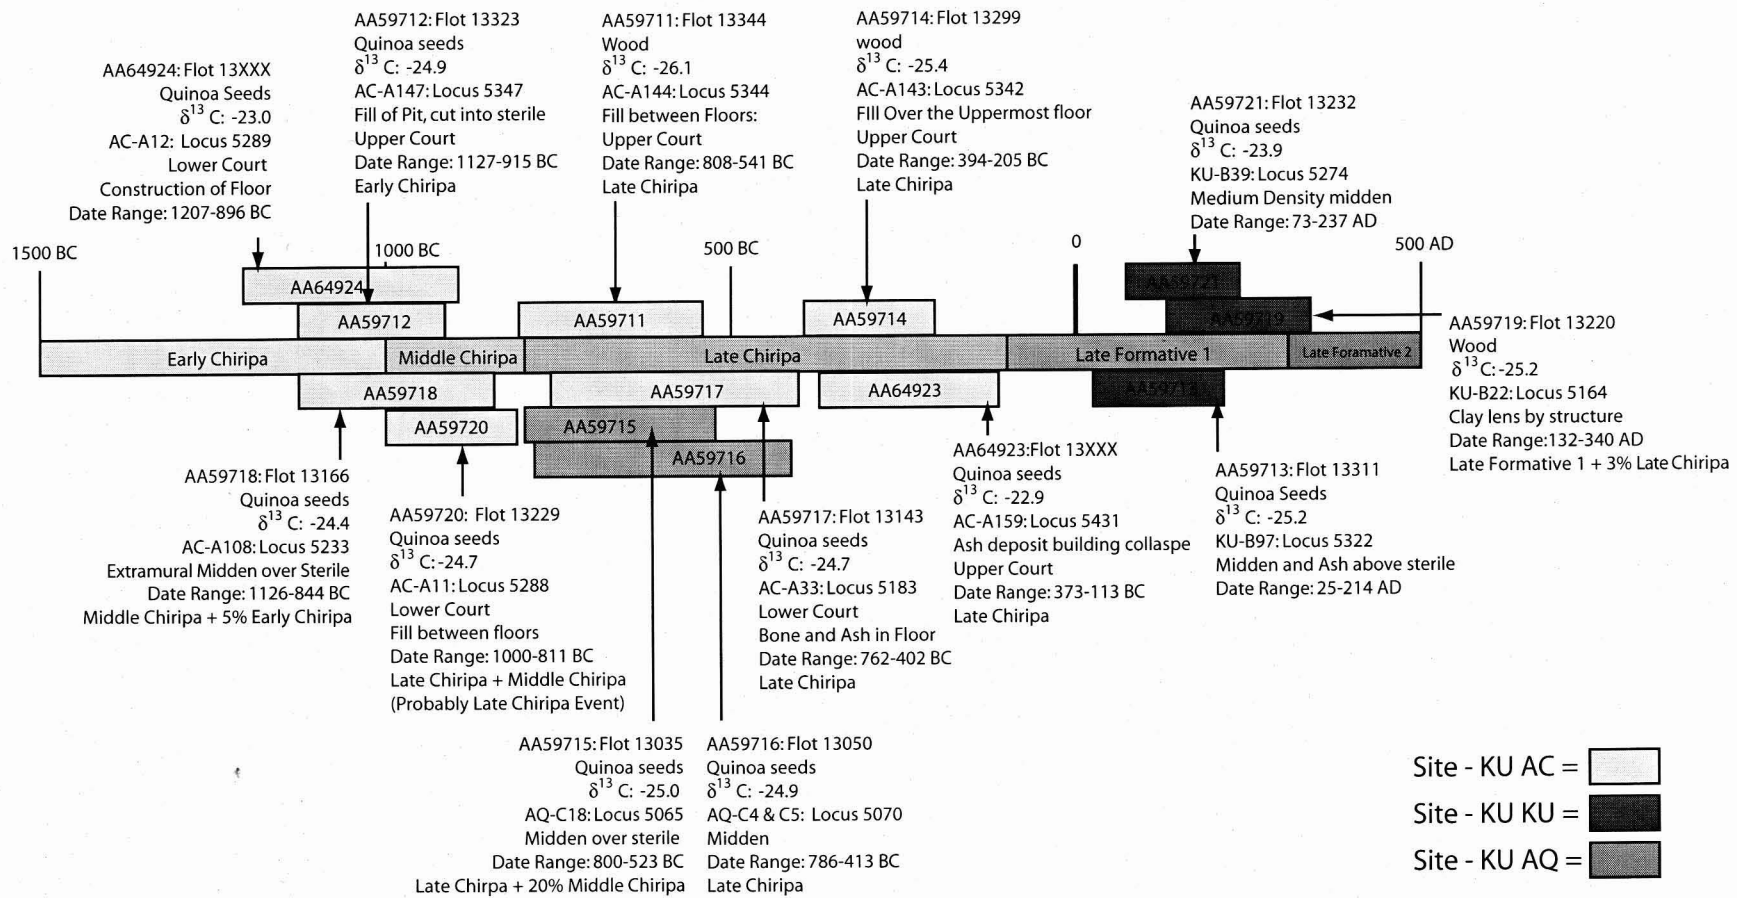 AA64924: Flot 13XXX
Quinoa Seeds
δ13 C: -23.0
AC-A12: Locus 5289
Lower Court
Construction of Floor
Date Range: 1207-896 BC
AA59712: Flot 13323
Quinoa seeds
δ13 C: -24.9
AC-A147: Locus 5347
Fill of Pit, cut into sterile
Upper Court
Date Range: 1127-915 BC
Early Chiripa
AA59711: Flot 13344
Wood
δ13 C: -26.1
AC-A144: Locus 5344
Fill between Floors:
Upper Court
Date Range: 808-541 BC
Late Chiripa
AA59714: Flot 13299
wood
δ13 C: -25.4
AC-A143: Locus 5342
FIll Over the Uppermost floor
Upper Court
Date Range: 394-205 BC
Late Chiripa
AA59721: Flot 13232
Quinoa seeds
δ13 C: -23.9
KU-B39: Locus 5274
Medium Density midden
Date Range: 73-237 AD
1500 BC
1000 BC
500 BC
0
500 AD
AA64924
AA59712
AA59711
AA59714
AA59721
AA59719
Early Chiripa
Middle Chiripa
Late Chiripa
Late Formative 1
Late Foramative 2
AA59718
AA59717
AA64923
AA59713
AA59720
AA59715
AA59716
AA59719: Flot 13220
Wood
δ13C: -25.2
KU-B22: Locus 5164
Clay lens by structure
Date Range: 132-340 AD
Late Formative 1 + 3% Late Chiripa
AA59718: Flot 13166
Quinoa seeds
δ13 C: -24.4
AC-A108: Locus 5233
Extramural Midden over Sterile
Date Range: 1126-844 BC
Middle Chiripa + 5% Early Chiripa
AA59720: Flot 13229
Quinoa seeds
δ13 C: -24.7
AC-A11: Locus 5288
Lower Court
Fill between floors
Date Range: 1000-811 BC
Late Chiripa + Middle Chiripa
(Probably Late Chiripa Event)
AA59717: Flot 13143
Quinoa seeds
δ13 C: -24.7
AC-A33: Locus 5183
Lower Court
Bone and Ash in Floor
Date Range: 762-402 BC
Late Chiripa
AA64923:Flot 13XXX
Quinoa seeds
δ13 C: -22.9
AC-A159: Locus 5431
Ash deposit building collaspe
Upper Court
Date Range: 373-113 BC
Late Chiripa
AA59713: Flot 13311
Quinoa Seeds
δ13 C: -25.2
KU-B97: Locus 5322
Midden and Ash above sterile
Date Range: 25-214 AD
AA59715: Flot 13035
Quinoa seeds
δ13 C: -25.0
AQ-C18: Locus 5065
Midden over sterile
Date Range: 800-523 BC
Late Chirpa + 20% Middle Chiripa
AA59716: Flot 13050
Quinoa seeds
δ13 C: -24.9
AQ-C4 & C5: Locus 5070
Midden
Date Range: 786-413 BC
Late Chiripa
Site - KU AC =
Site - KU KU =
Site - KU AQ =